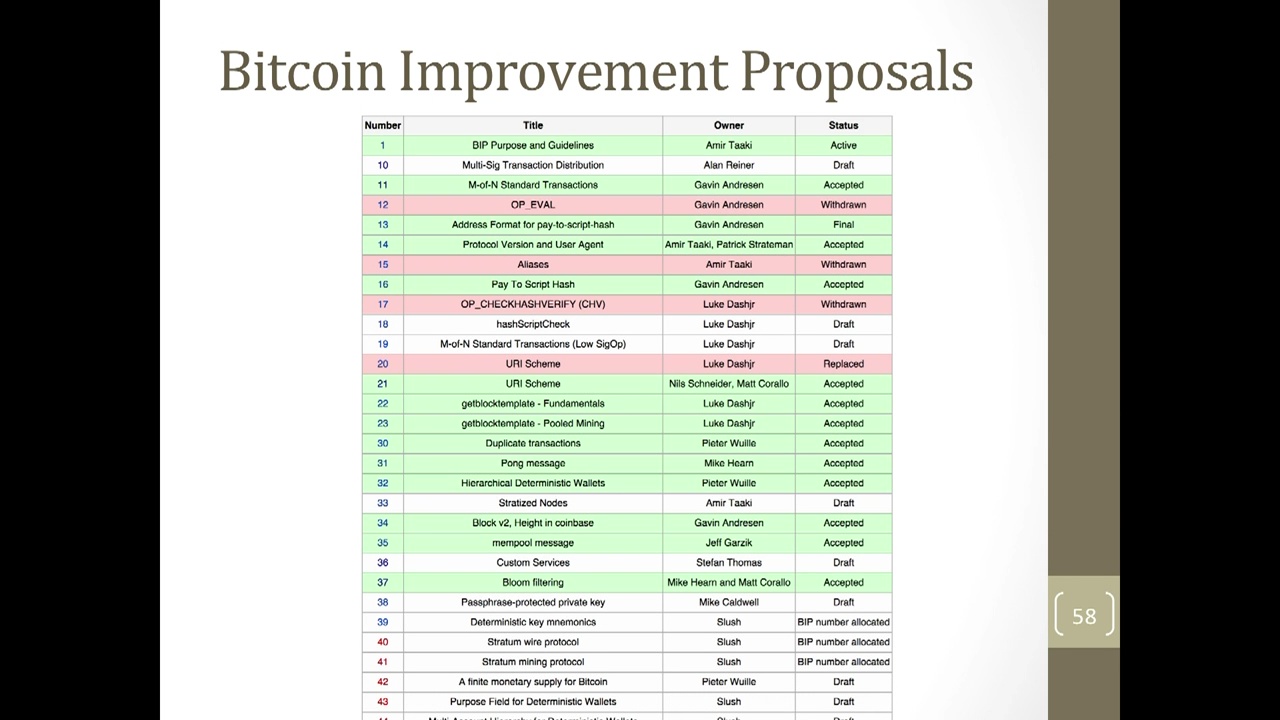 Bitcoin Improvement Proposals
Number Title Owner Status
1 BIP Purpose and Guidelines Amir Taaki Active
10 Multi-Sig Transaction Distribution Alan Reiner Draft
11 M-of-N Standard Transactions Gavin Andresen Accepted
12 OP_EVAL Gavin Andresen Withdrawn
13 Address Format for pay-to-script-hash Gavin Andresen Final
14 Protocol Version and User Agent Amir Taaki, Patrick Strateman Accepted
15 Aliases Amir Taaki Withdrawn
16 Pay To Script Hash Gavin Andresen Accepted
17 OP_CHECKHASHVERIFY (CHV) Luke Dashjr Withdrawn
18 hashScriptCheck Luke Dashjr Draft
19 M-of-N Standard Transactions (Low SigOp) Luke Dashjr Draft
20 URI Scheme Luke Dashjr Replaced
21 URI Scheme Nils Schneider, Matt Corallo Accepted
22 getblocktemplate - Fundamentals Luke Dashjr Accepted
23 getblocktemplate - Pooled Mining Luke Dashjr Accepted
30 Duplicate transactions Pieter Wuille Accepted
31 Pong message Mike Hearn Accepted
32 Hierarchical Deterministic Wallets Pieter Wuille Accepted
33 Stratized Nodes Amir Taaki Draft
34 Block v2, Height in coinbase Gavin Andresen Accepted
35 mempool message Jeff Garzik Accepted
36 Custom Services Stefan Thomas Draft
37 Bloom filtering Mike Hearn and Matt Corallo Accepted
38 Passphrase-protected private key Mike Caldwell Draft
39 Deterministic key mnemonics Slush BIP number allocated
40 Stratum wire protocol Slush BIP number allocated
41 Stratum mining protocol Slush BIP number allocated
42 A finite monetary supply for Bitcoin Pieter Wuille Draft
43 Purpose Field for Deterministic Wallets Slush Draft
58